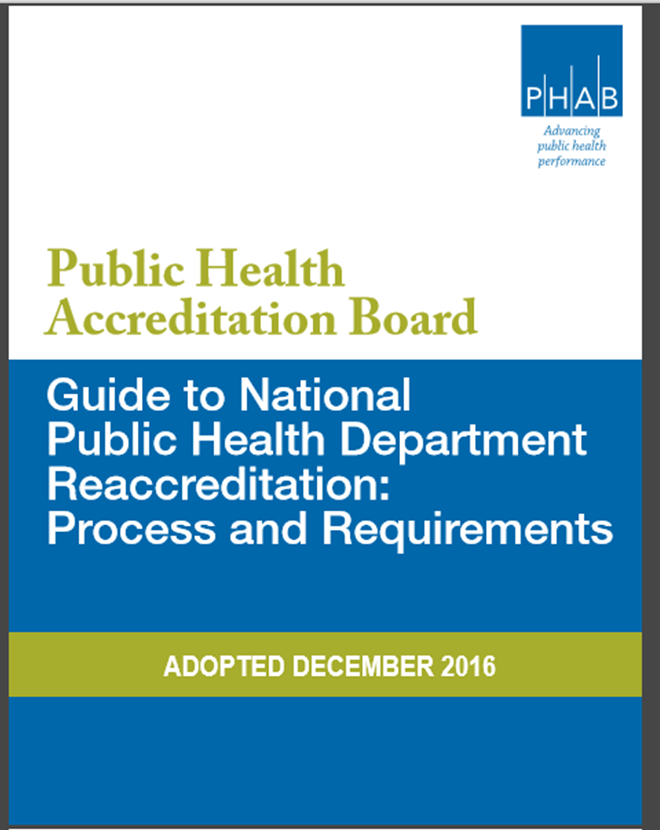 PHAB
Advancing
public health
performance
Public Health
Accreditation Board
Guide to National
Public Health Department
Reaccreditation:
Process and Requirements
ADOPTED DECEMBER 2016